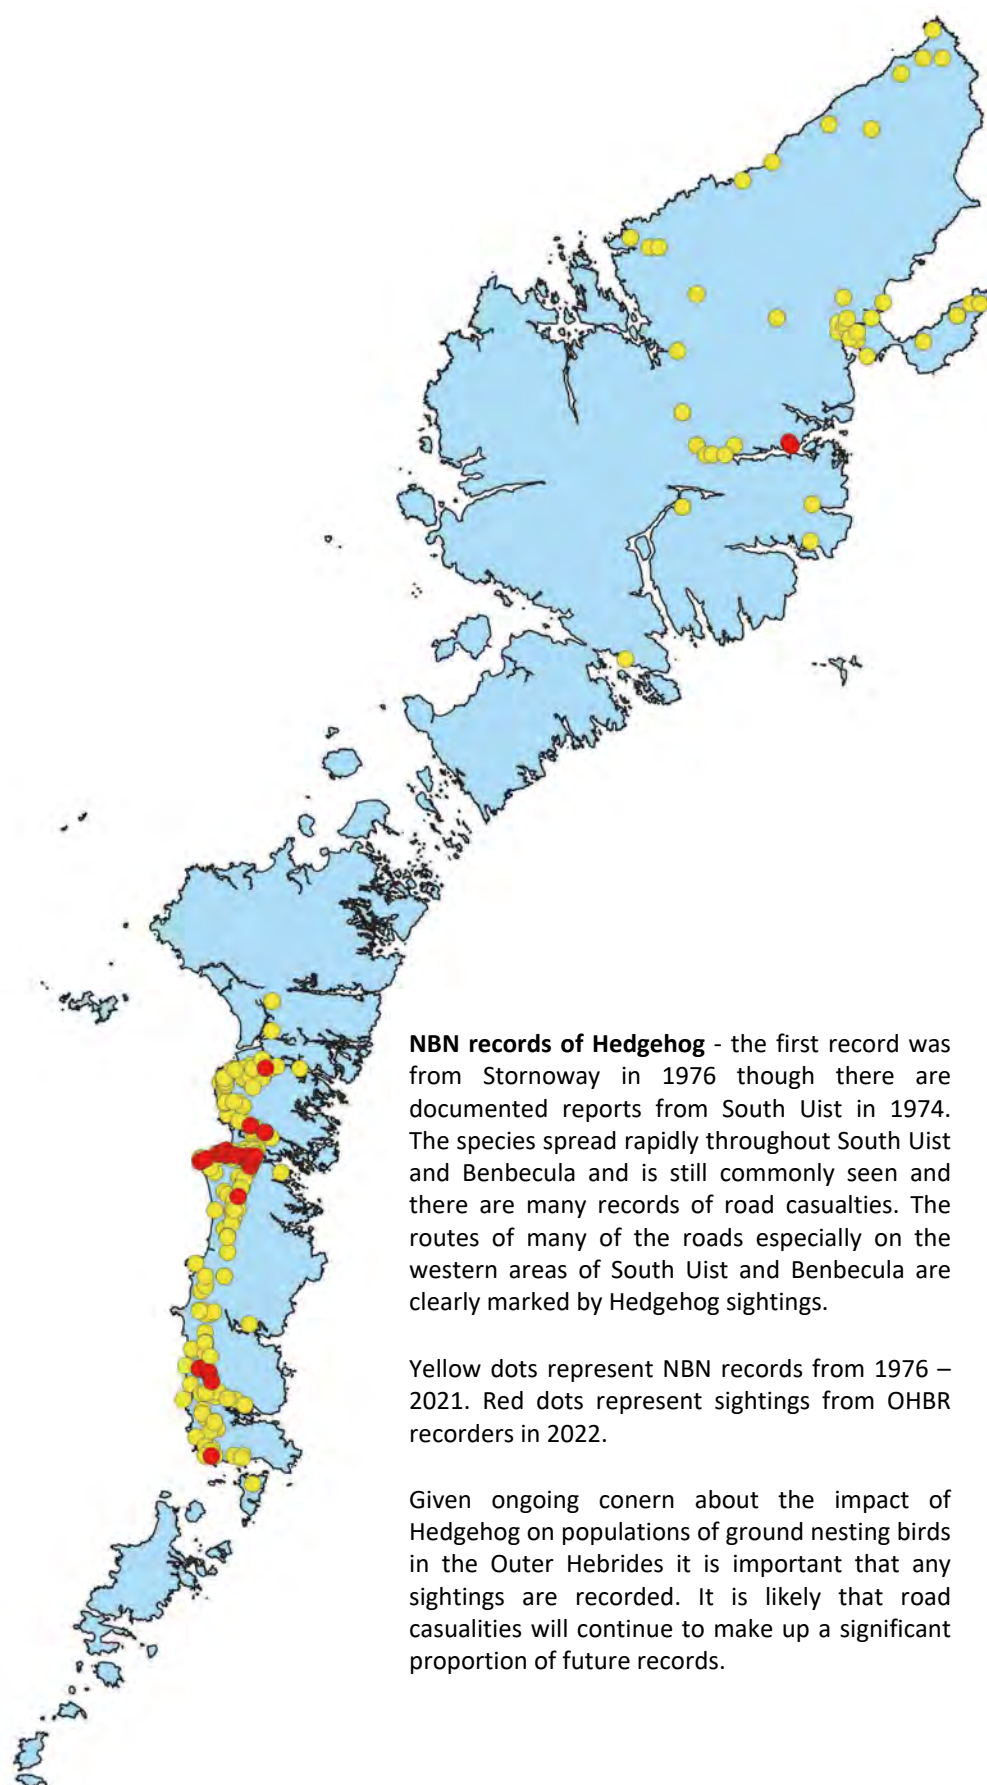 NBN records of Hedgehog - the first record was
from Stornoway in 1976 though there are
documented reports from South Uist in 1974.
The species spread rapidly throughout South Uist
and Benbecula and is still commonly seen and
there are many records of road casualties. The
routes of many of the roads especially on the
western areas of South Uist and Benbecula are
clearly marked by Hedgehog sightings.
Yellow dots represent NBN records from 1976 –
2021. Red dots represent sightings from OHBR
recorders in 2022.
Given ongoing conern about the impact of
Hedgehog on populations of ground nesting birds
in the Outer Hebrides it is important that any
sightings are recorded. It is likely that road
casualities will continue to make up a significant
proportion of future records.